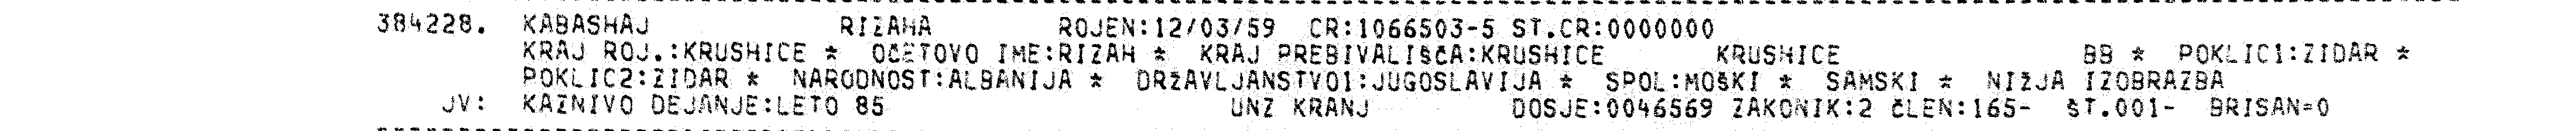 384228. KABASHAJ RIZAHA ROJEN:12/03/59 CR:1066503-5 ST.CR:0000000
KRAJ ROJ.:KRUSHICE * OČETOVO IME:RIZAH * KRAJ PREBIVALIŠČA:KRUSHICE KRUSHICE BB * POKLIC1:ZIDAR *
POKLIC2:ZIDAR * NARODNOST:ALBANIJA * DRŽAVLJANSTVO1:JUGOSLAVIJA * SPOL:MOŠKI * SAMSKI * NIŽJA IZOBRAZBA
JV: KAZNIVO DEJANJE:LETO 85 UNZ KRANJ DOSJE:0046569 ZAKONIK:2 ČLEN:165- ŠT.001- BRISAN=0